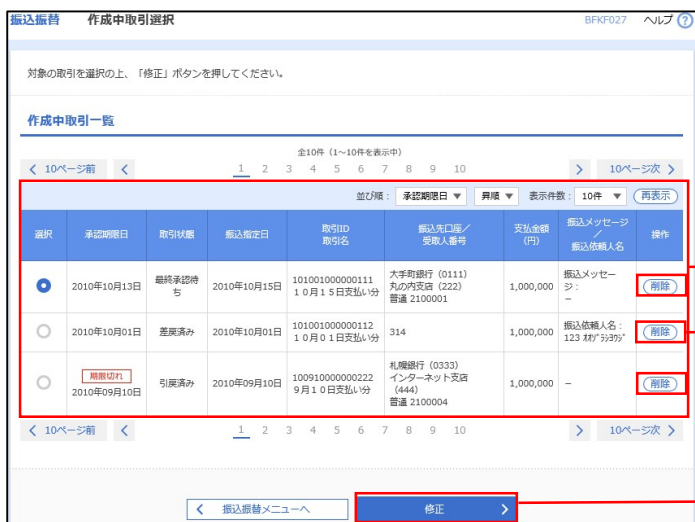 振込振替 作成中取引選択 BFKF027 ヘルプ ?
対象の取引を選択の上、「修正」ボタンを押してください。
作成中取引一覧
全10件（1～10件を表示中）
< 10ページ前 < 1 2 3 4 5 6 7 8 9 10 > 10ページ次 >
並び順： 承認期限日 ▼ 昇順 ▼ 表示件数： 10件 ▼ 再表示
選択 承認期限日 取引状態 振込指定日 取引ID 取引名 振込先口座／受取人番号 支払金額（円） 振込メッセージ／振込依頼人名 操作
2010年10月13日 最終承認待ち 2010年10月15日 101001000000111 10月15日支払い分 大手町銀行（0111） 丸の内支店（222） 普通 2100001 1,000,000 振込メッセージ： － 削除
2010年10月01日 差戻済み 2010年10月01日 101001000000112 10月01日支払い分 314 1,000,000 振込依頼人名： 123 削除
期限切れ 2010年09月10日 引戻済み 2010年09月10日 100910000000222 9月10日支払い分 札幌銀行（0333） インターネット支店（444） 普通 2100004 1,000,000 － 削除
< 10ページ前 < 1 2 3 4 5 6 7 8 9 10 > 10ページ次 >
< 振込振替メニューへ 修正 >